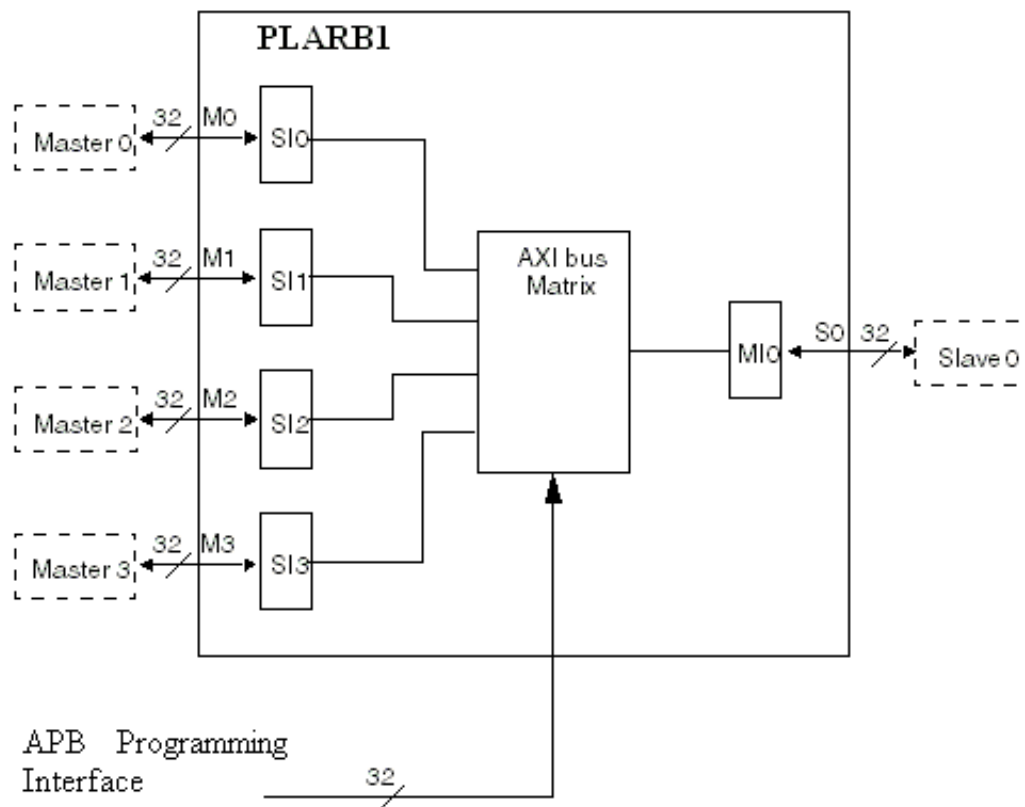 PLARB1
Master 0
32
M0
SI0
Master 1
32
M1
SI1
AXI bus
Matrix
MI0
S0
32
Slave 0
Master 2
32
M2
SI2
Master 3
32
M3
SI3
APB Programming
Interface
32